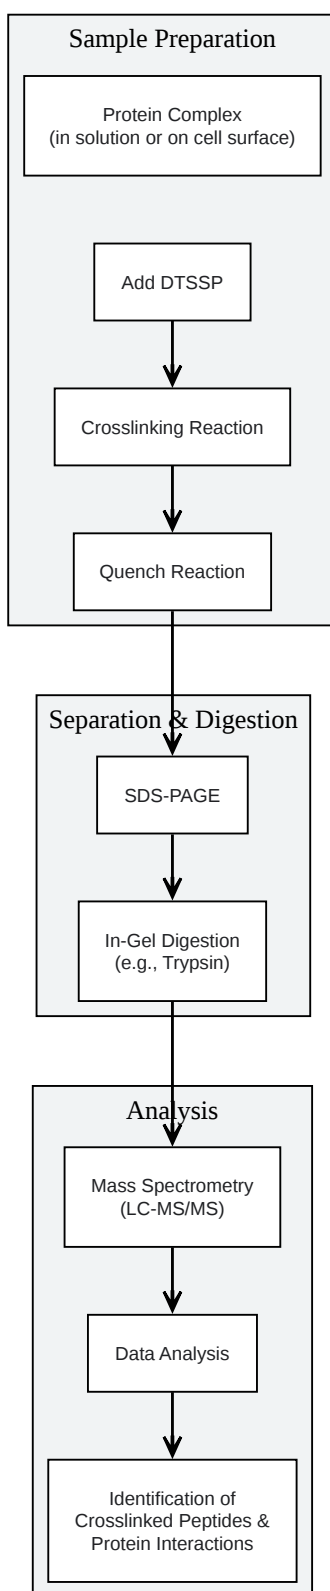 Sample Preparation
Protein Complex
(in solution or on cell surface)
Add DTSSP
Crosslinking Reaction
Quench Reaction
Separation & Digestion
SDS-PAGE
In-Gel Digestion
(e.g., Trypsin)
Analysis
Mass Spectrometry
(LC-MS/MS)
Data Analysis
Identification of
Crosslinked Peptides &
Protein Interactions